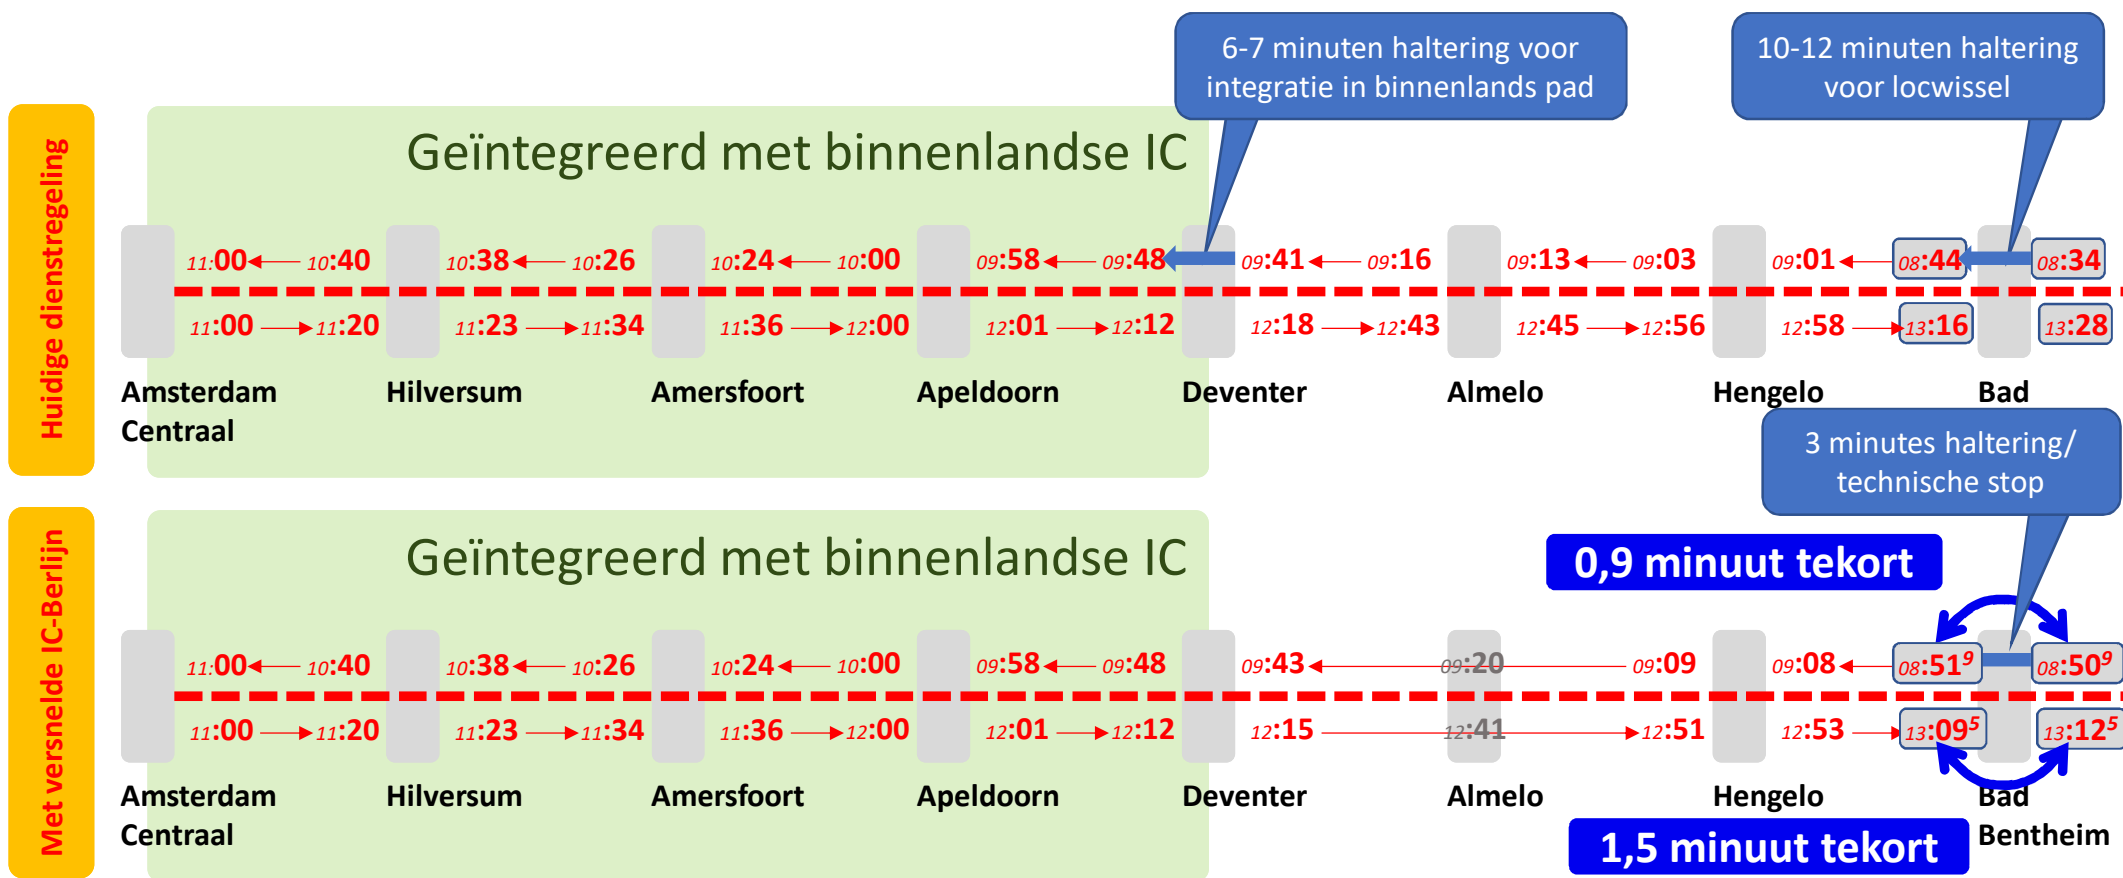 6-7 minuten haltering voor
integratie in binnenlands pad
10-12 minuten haltering
voor locwissel
Huidige dienstregeling
Geïntegreerd met binnenlandse IC
11:00 10:40 10:38 10:26 10:24 10:00 09:58 09:48 09:41 09:16 09:13 09:03 09:01 08:44 08:34
11:00 11:20 11:23 11:34 11:36 12:00 12:01 12:12 12:18 12:43 12:45 12:56 12:58 13:16 13:28
Amsterdam Hilversum Amersfoort Apeldoorn Deventer Almelo Hengelo Bad
Centraal
3 minutes haltering/
technische stop
Met versnelde IC-Berlijn
Geïntegreerd met binnenlandse IC
0,9 minuut tekort
11:00 10:40 10:38 10:26 10:24 10:00 09:58 09:48 09:43 09:20 09:09 09:08 08:51⁹ 08:50⁹
11:00 11:20 11:23 11:34 11:36 12:00 12:01 12:12 12:15 12:41 12:51 12:53 13:09⁵ 13:12⁵
Amsterdam Hilversum Amersfoort Apeldoorn Deventer Almelo Hengelo Bad
Centraal Bentheim
1,5 minuut tekort